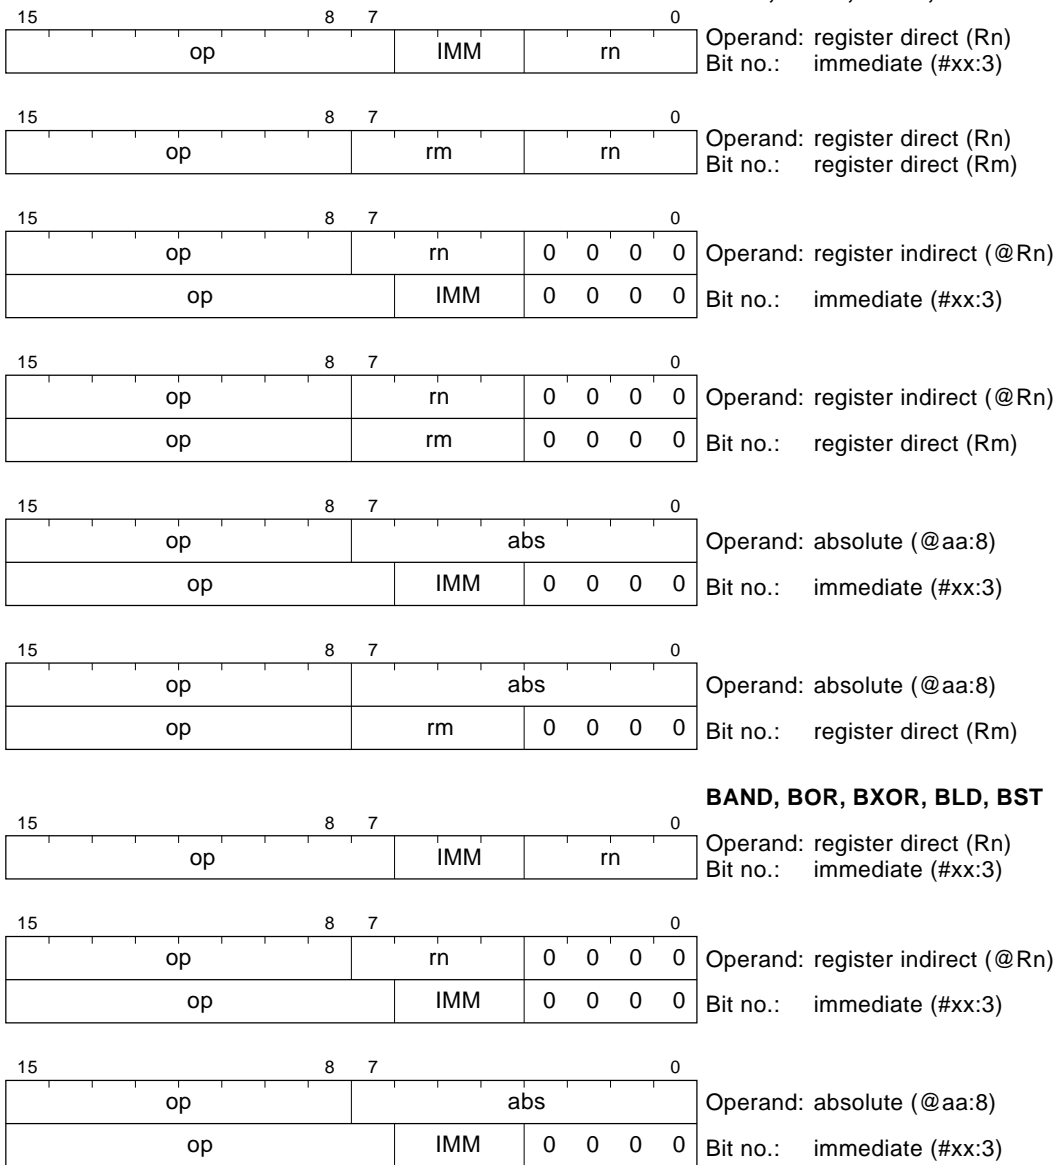 15 8 7 0
op IMM rn Operand: register direct (Rn)
Bit no.: immediate (#xx:3)
15 8 7 0
op rm rn Operand: register direct (Rn)
Bit no.: register direct (Rm)
15 8 7 0
op rn 0 0 0 0 Operand: register indirect (@Rn)
op IMM 0 0 0 0 Bit no.: immediate (#xx:3)
15 8 7 0
op rn 0 0 0 0 Operand: register indirect (@Rn)
op rm 0 0 0 0 Bit no.: register direct (Rm)
15 8 7 0
op abs Operand: absolute (@aa:8)
op IMM 0 0 0 0 Bit no.: immediate (#xx:3)
15 8 7 0
op abs Operand: absolute (@aa:8)
op rm 0 0 0 0 Bit no.: register direct (Rm)
BAND, BOR, BXOR, BLD, BST
15 8 7 0
op IMM rn Operand: register direct (Rn)
Bit no.: immediate (#xx:3)
15 8 7 0
op rn 0 0 0 0 Operand: register indirect (@Rn)
op IMM 0 0 0 0 Bit no.: immediate (#xx:3)
15 8 7 0
op abs Operand: absolute (@aa:8)
op IMM 0 0 0 0 Bit no.: immediate (#xx:3)